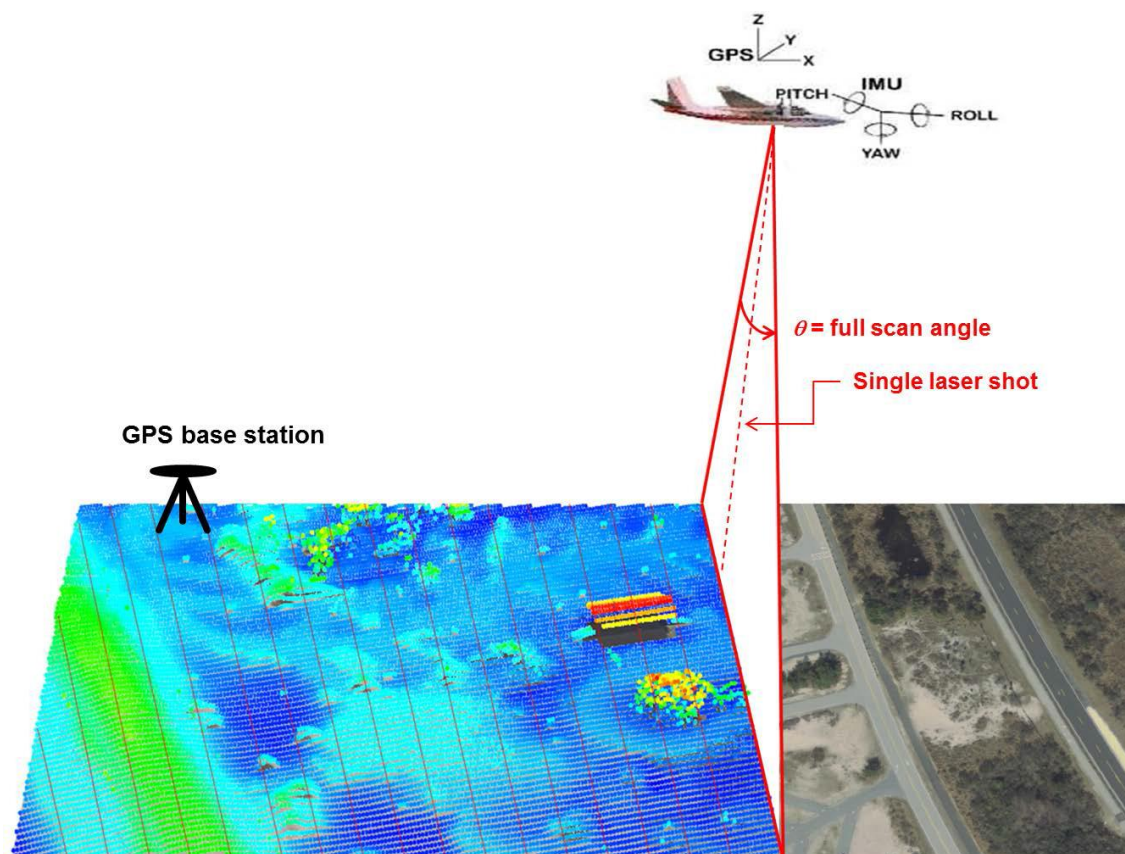 Z
Y
GPS
X
PITCH
IMU
ROLL
YAW
θ = full scan angle
Single laser shot
GPS base station